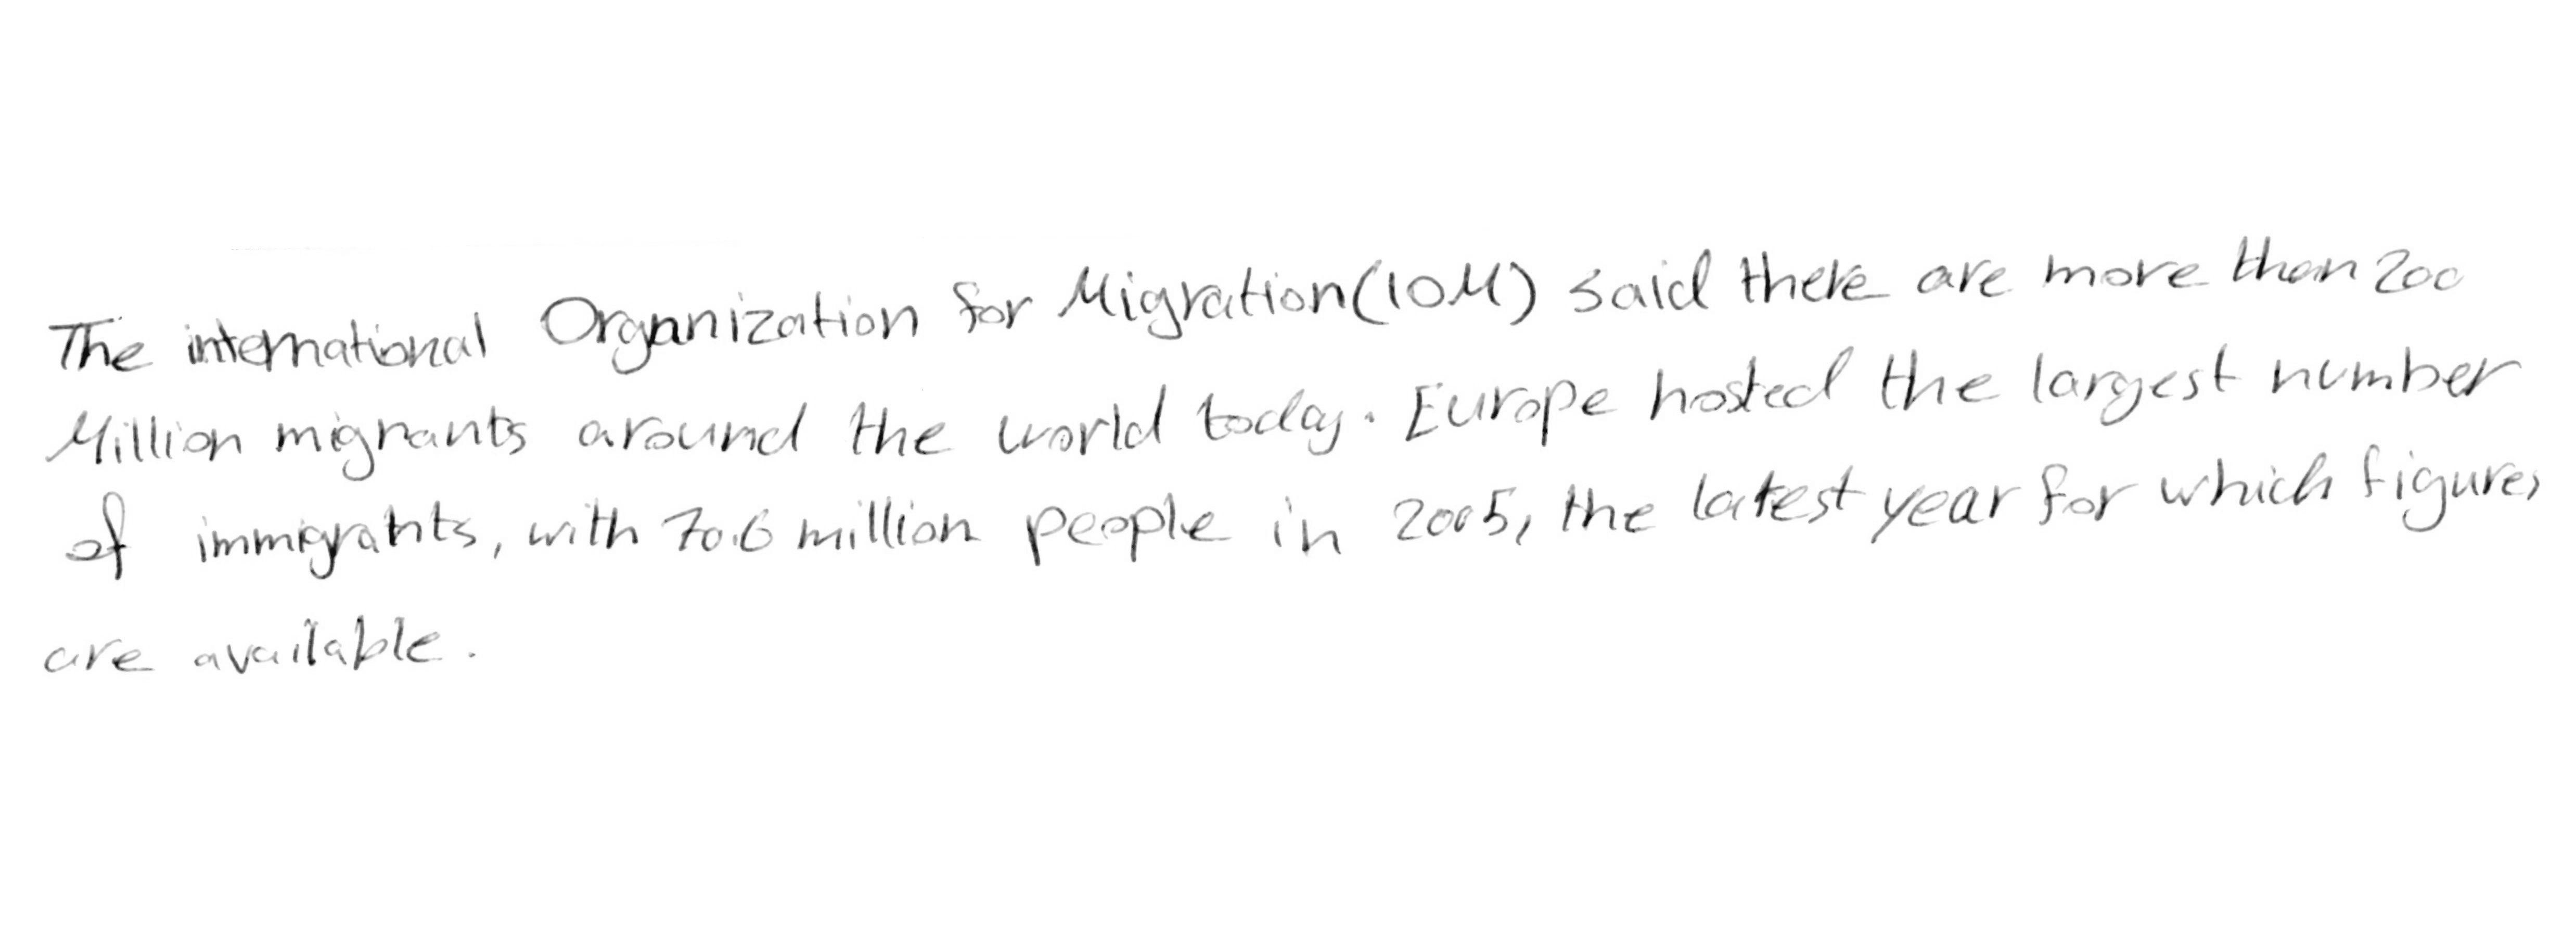 The international Organization for Migration(IOM) said there are more than 200
Million migrants around the world today. Europe hosted the largest number
of immigrants, with 70.6 million people in 2005, the latest year for which figures
are available.